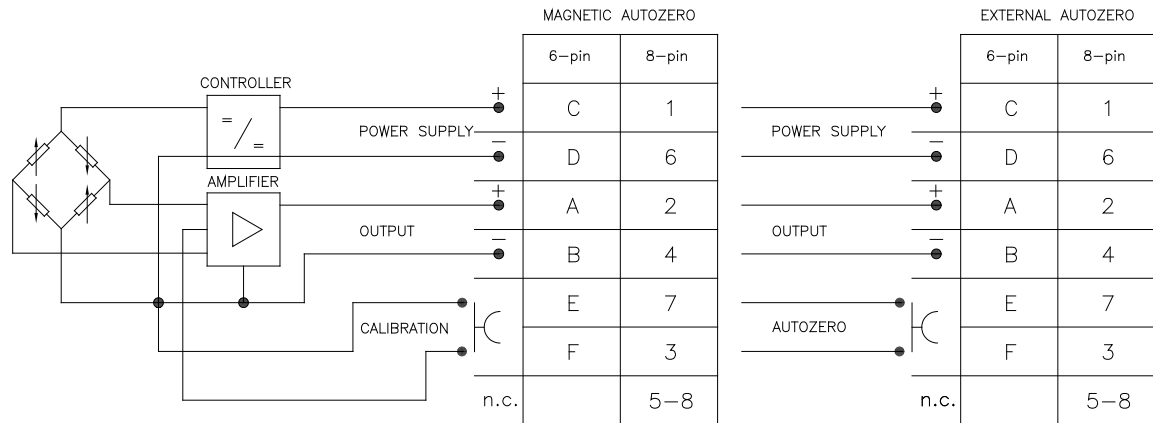 MAGNETIC AUTOZERO
6-pin 8-pin
CONTROLLER
= / =
AMPLIFIER
POWER SUPPLY
OUTPUT
CALIBRATION
+ C 1
- D 6
+ A 2
- B 4
E 7
F 3
n.c. 5-8
EXTERNAL AUTOZERO
6-pin 8-pin
POWER SUPPLY
OUTPUT
AUTOZERO
+ C 1
- D 6
+ A 2
- B 4
E 7
F 3
n.c. 5-8